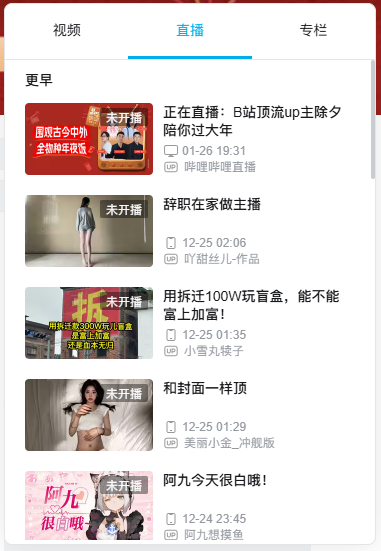 视频
直播
专栏
更早
未开播
围观古今中外
全物种年夜饭
正在直播：B站顶流up主除夕
陪你过大年
01-26 19:31
UP 哔哩哔哩直播
未开播
辞职在家做主播
12-25 02:06
UP 吖甜丝儿-作品
未开播
拆
用拆迁款300W玩儿盲盒
是富上加富
还是血本无归
用拆迁100W玩盲盒，能不能
富上加富！
12-25 01:35
UP 小雪丸犊子
未开播
和封面一样顶
12-25 01:29
UP 美丽小金_冲舰版
未开播
阿九
很白哦!
阿九今天很白哦！
12-24 23:45
UP 阿九想摸鱼